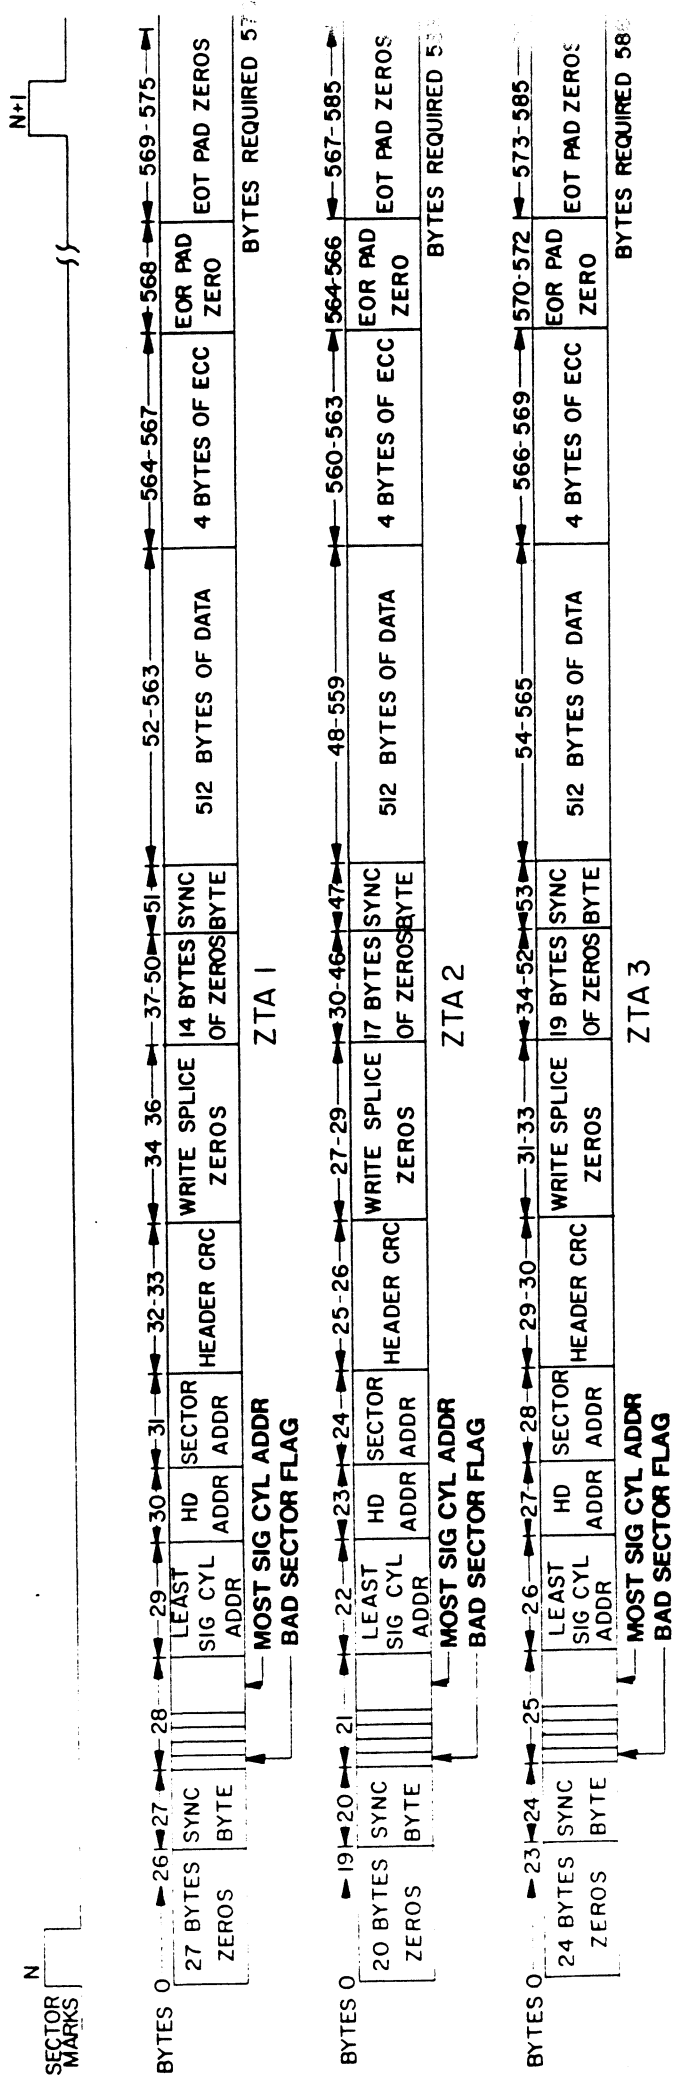 SECTOR MARKS
N
N+1
BYTES 0 26 27 28 29 30 31 32-33 34 36 37-50 51 52-563 564-567 568 569-575
27 BYTES ZEROS
SYNC BYTE
LEAST SIG CYL ADDR
HD ADDR
SECTOR ADDR
HEADER CRC
WRITE SPLICE ZEROS
14 BYTES OF ZEROS
SYNC BYTE
512 BYTES OF DATA
4 BYTES OF ECC
EOR PAD ZERO
EOT PAD ZEROS
MOST SIG CYL ADDR
BAD SECTOR FLAG
ZTA 1
BYTES REQUIRED
BYTES 0 19 20 21 22 23 24 25-26 27-29 30-46 47 48-559 560-563 564-566 567-585
20 BYTES ZEROS
SYNC BYTE
LEAST SIG CYL ADDR
HD ADDR
SECTOR ADDR
HEADER CRC
WRITE SPLICE ZEROS
17 BYTES OF ZEROS
SYNC BYTE
512 BYTES OF DATA
4 BYTES OF ECC
EOR PAD ZERO
EOT PAD ZEROS
MOST SIG CYL ADDR
BAD SECTOR FLAG
ZTA 2
BYTES REQUIRED
BYTES 0 23 24 25 26 27 28 29-30 31-33 34-52 53 54-565 566-569 570-572 573-585
24 BYTES ZEROS
SYNC BYTE
LEAST SIG CYL ADDR
HD ADDR
SECTOR ADDR
HEADER CRC
WRITE SPLICE ZEROS
19 BYTES OF ZEROS
SYNC BYTE
512 BYTES OF DATA
4 BYTES OF ECC
EOR PAD ZERO
EOT PAD ZEROS
MOST SIG CYL ADDR
BAD SECTOR FLAG
ZTA 3
BYTES REQUIRED